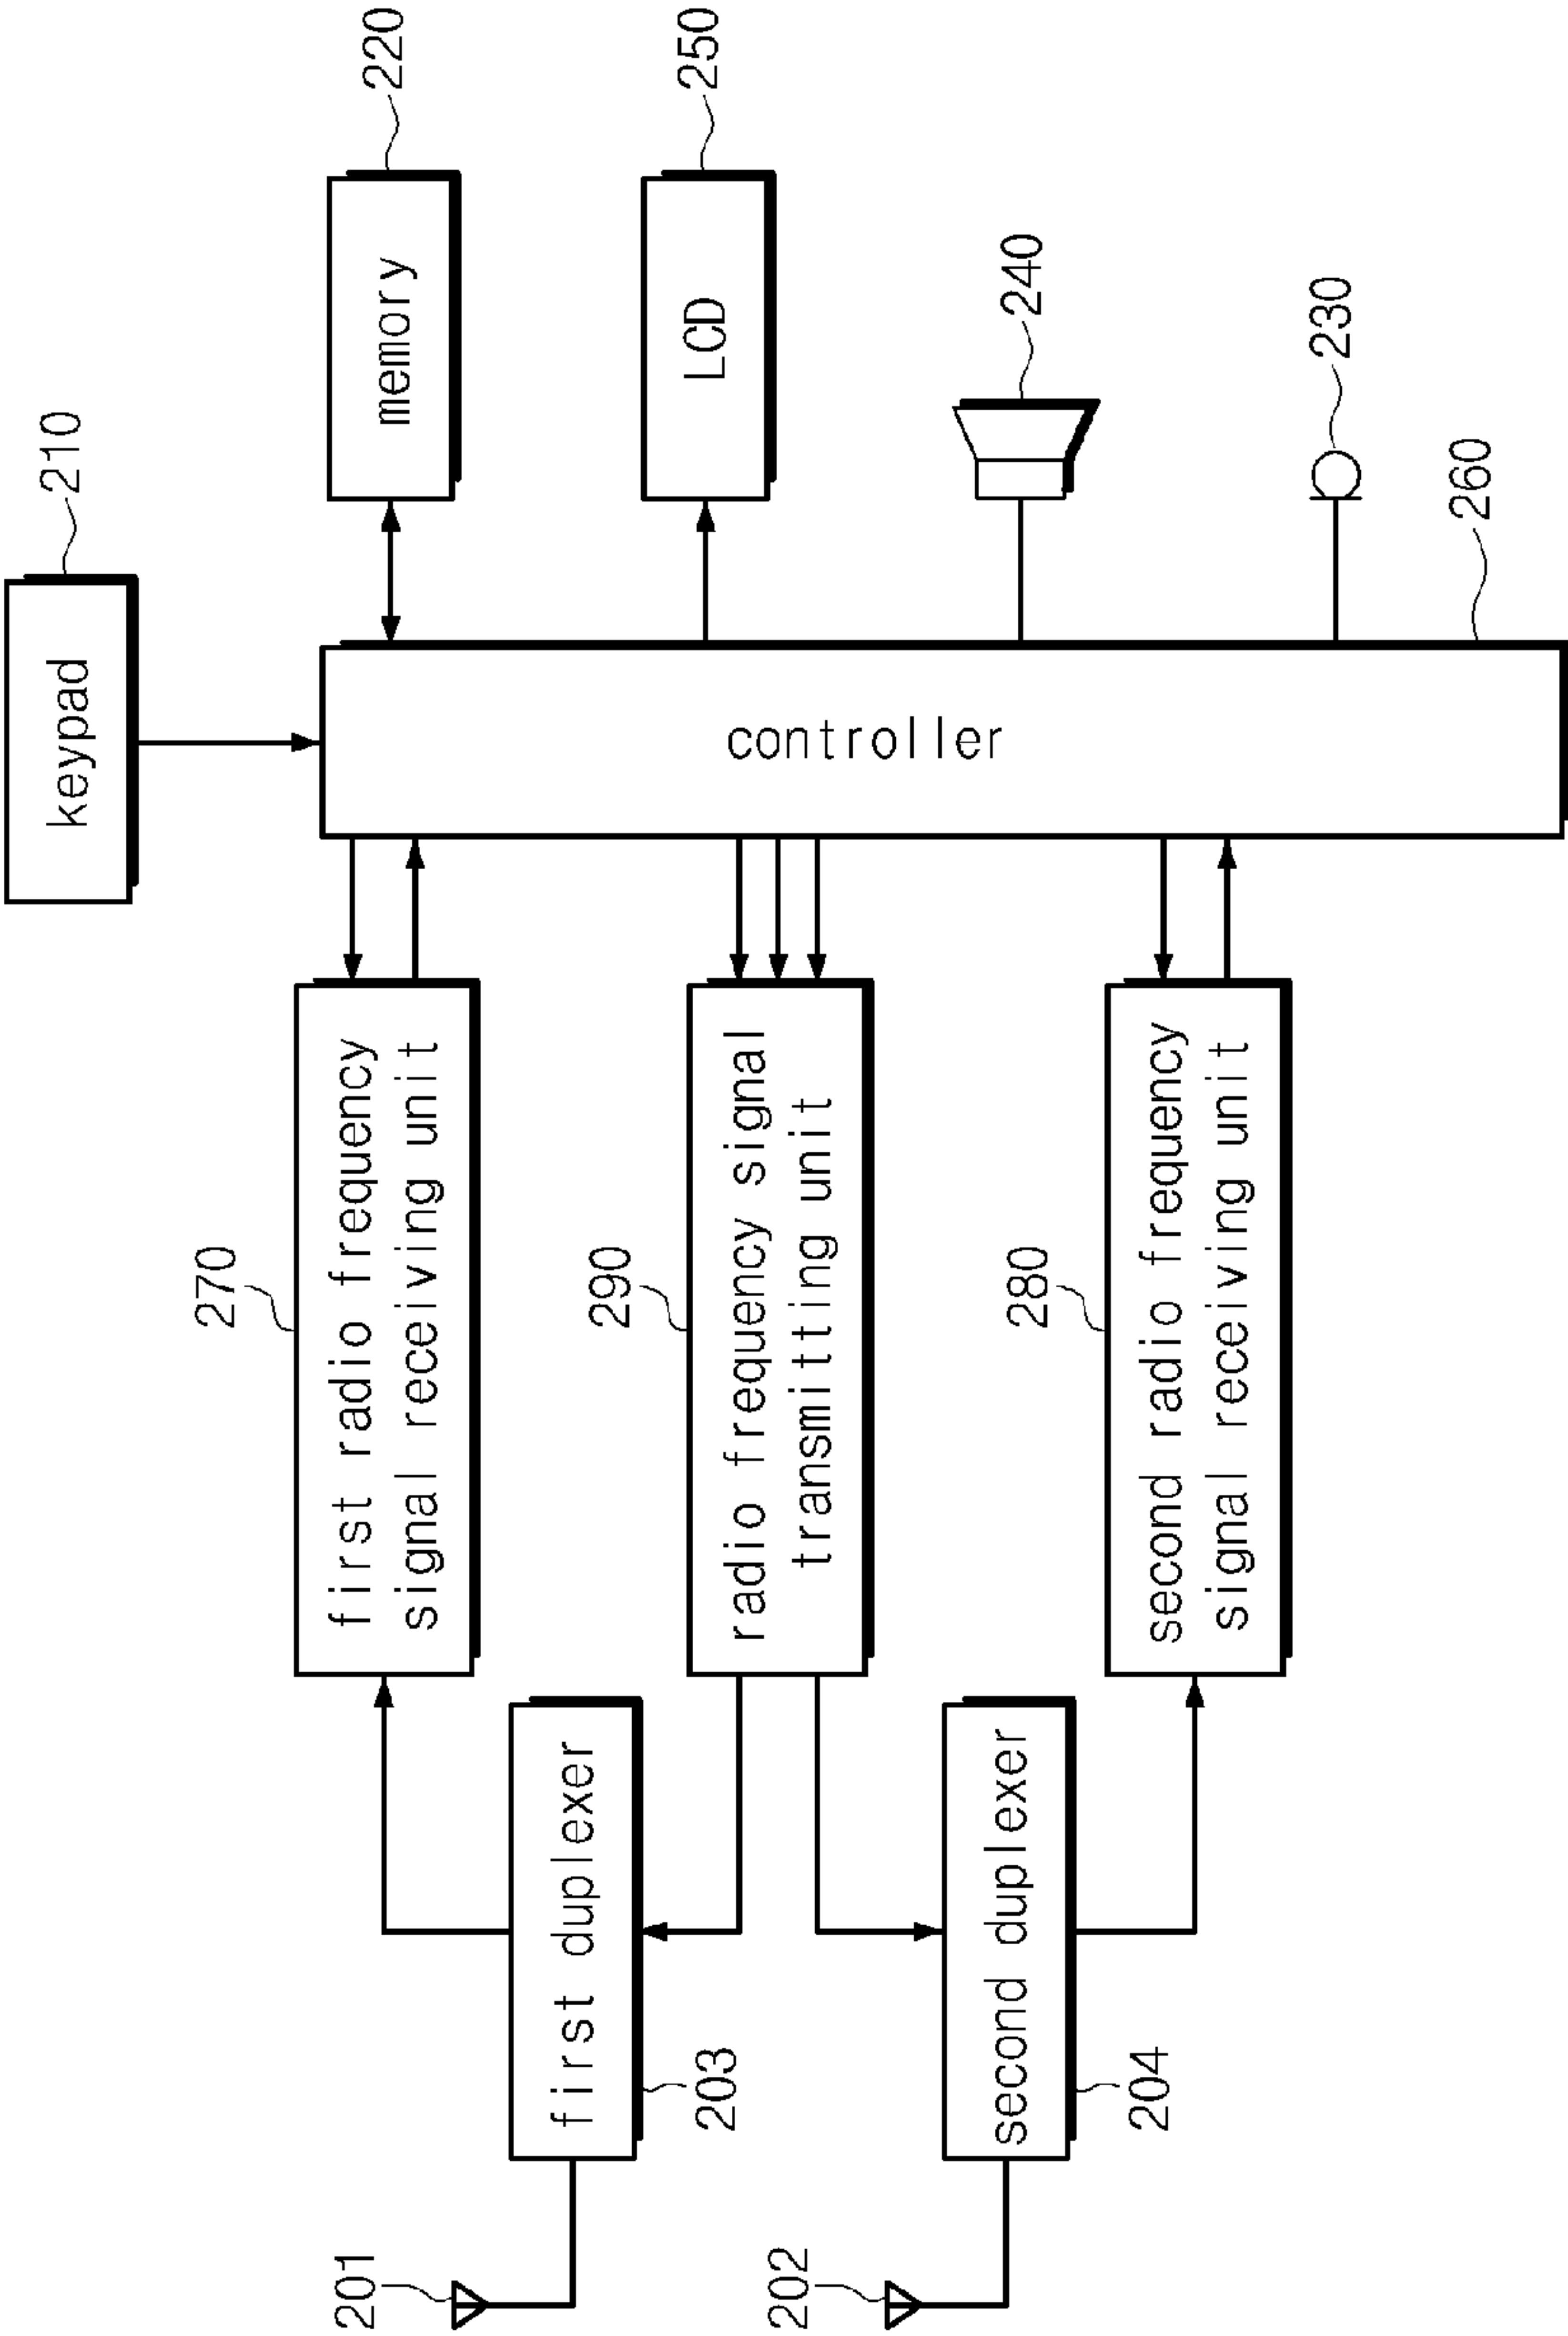 210
keypad
220
memory
250
LCD
240
230
260
controller
270
first radio frequency
signal receiving unit
290
radio frequency signal
transmitting unit
280
second radio frequency
signal receiving unit
first duplexer
203
second duplexer
204
201
202